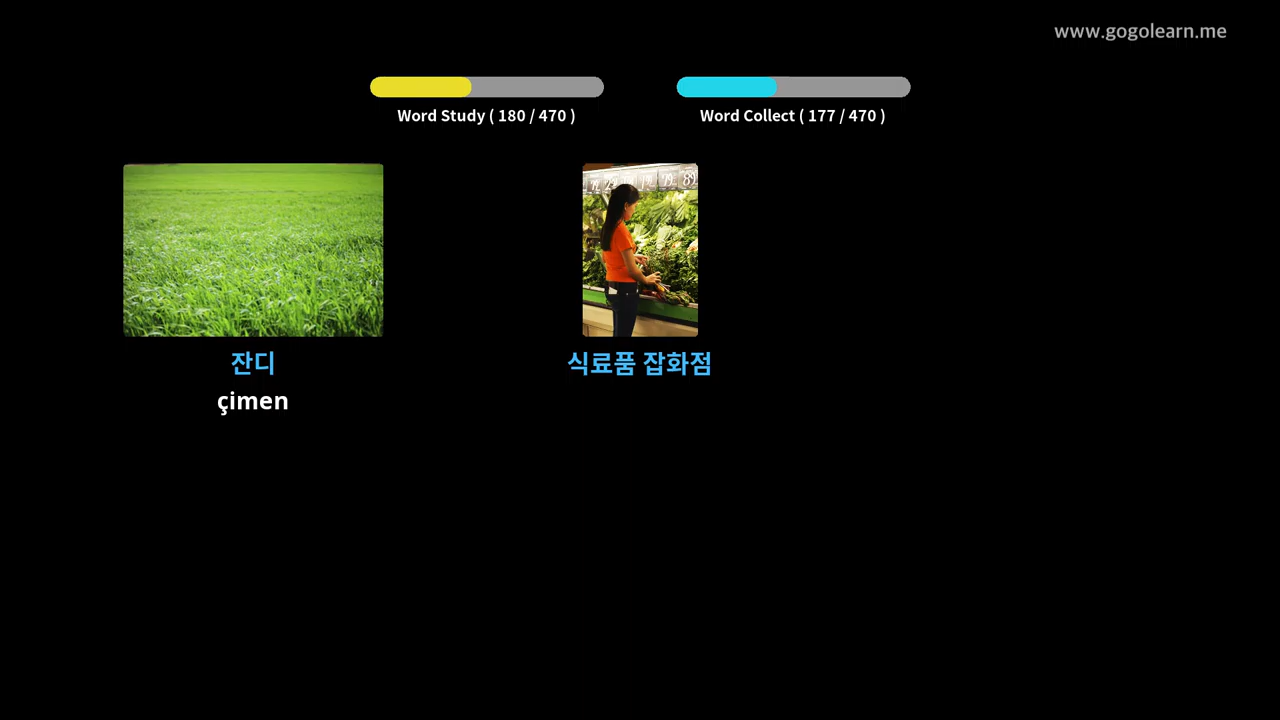 www.gogolearn.me
Word Study ( 180 / 470 )
Word Collect ( 177 / 470 )
잔디
식료품 잡화점
çimen